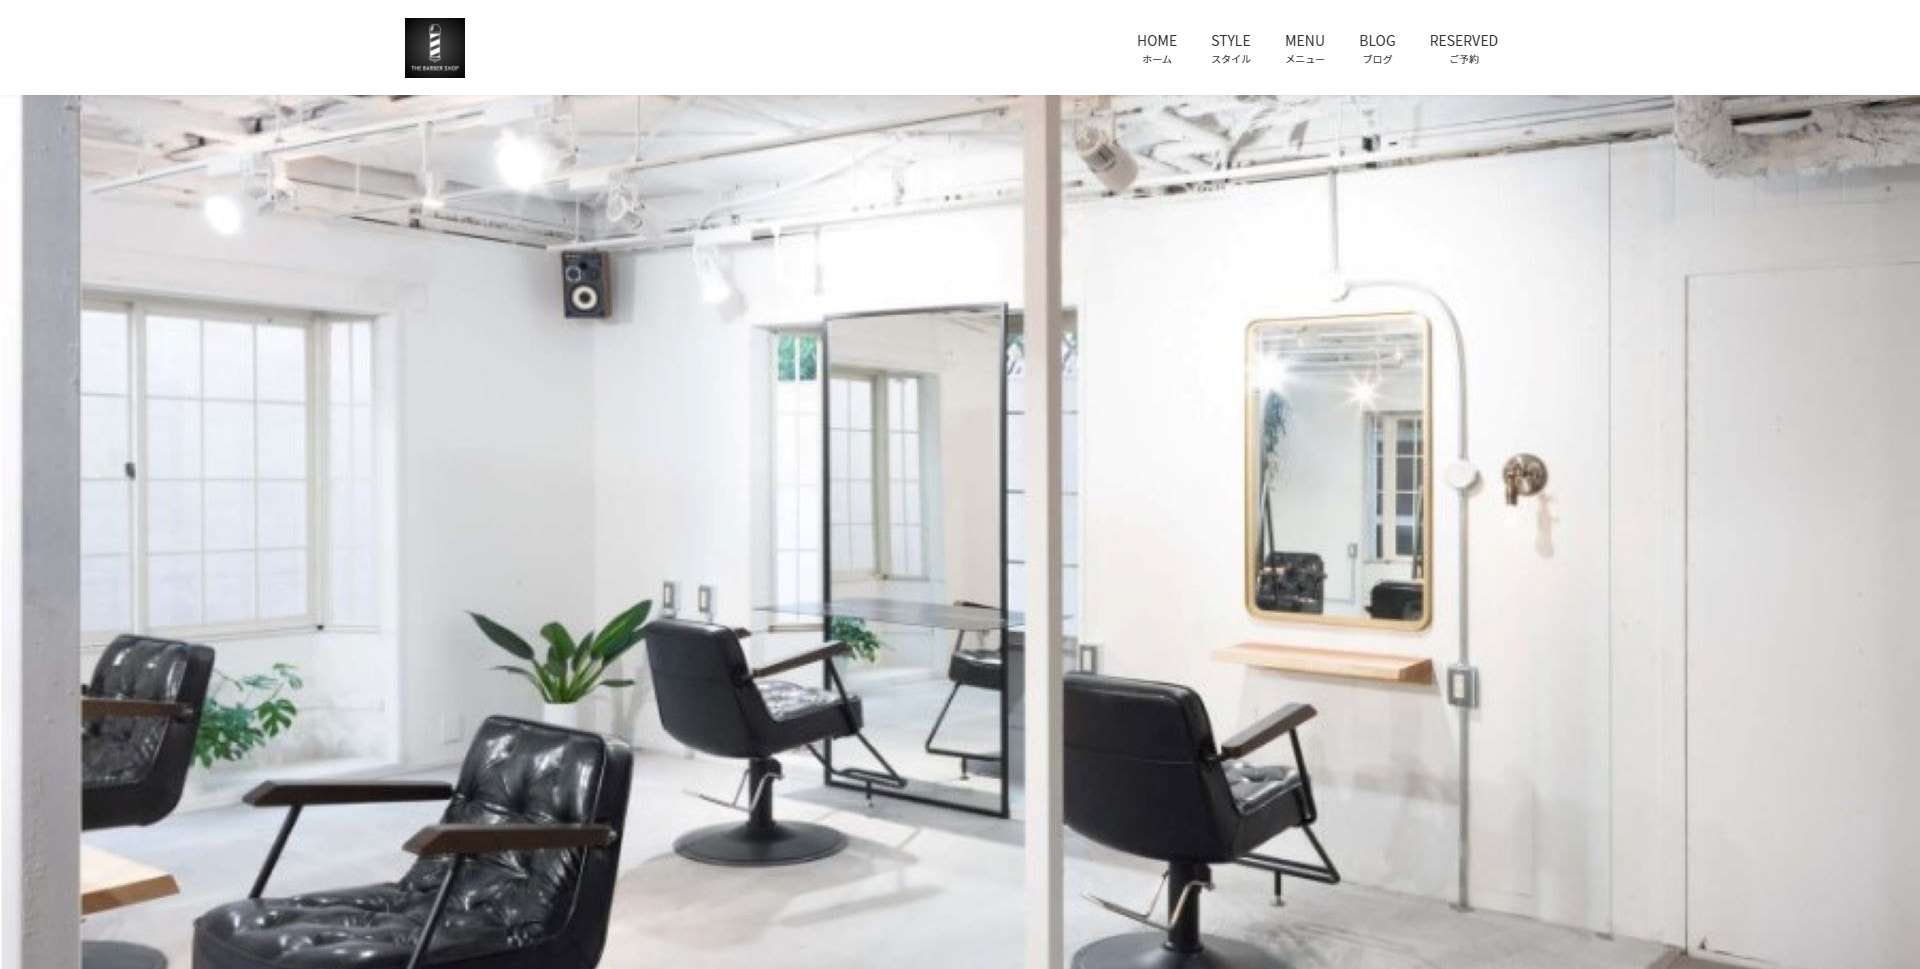 THE BARBER SHOP
HOME
ホーム
STYLE
スタイル
MENU
メニュー
BLOG
ブログ
RESERVED
ご予約